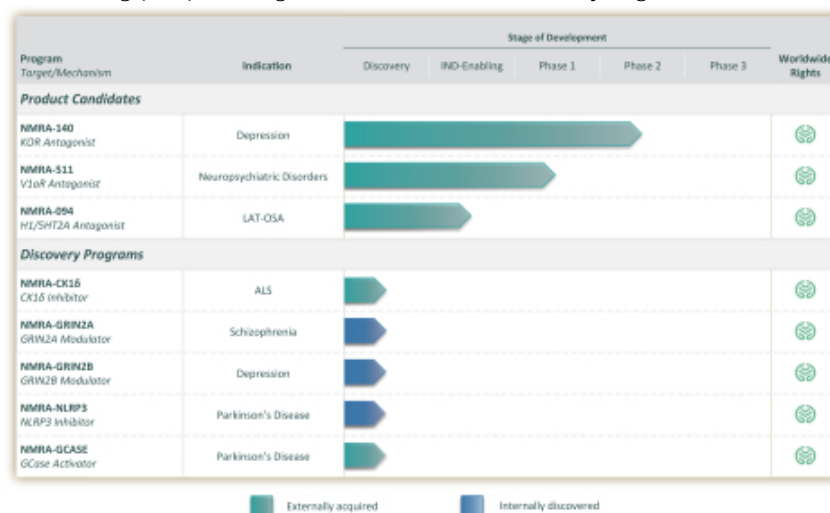 Stage of Development
Program
Target/Mechanism
Indication
Discovery
IND-Enabling
Phase 1
Phase 2
Phase 3
Worldwide
Rights
Product Candidates
NMRA-140
KOR Antagonist
Depression
NMRA-511
V1aR Antagonist
Neuropsychiatric Disorders
NMRA-094
H1/5HT2A Antagonist
LAT-OSA
Discovery Programs
NMRA-CK1δ
CK1δ Inhibitor
ALS
NMRA-GRIN2A
GRIN2A Modulator
Schizophrenia
NMRA-GRIN2B
GRIN2B Modulator
Depression
NMRA-NLRP3
NLRP3 Inhibitor
Parkinson's Disease
NMRA-GCASE
GCase Activator
Parkinson's Disease
Externally acquired
Internally discovered